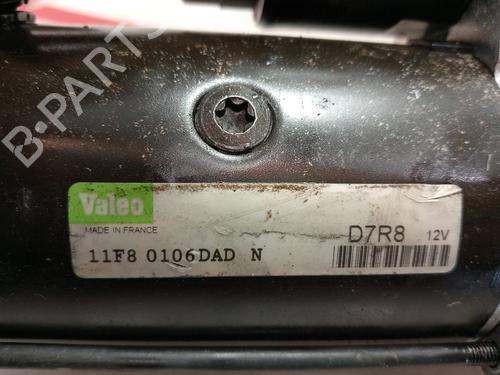 B-PARTS
Valeo
MADE IN FRANCE
D7R8 12V
11F8 0106DAD N